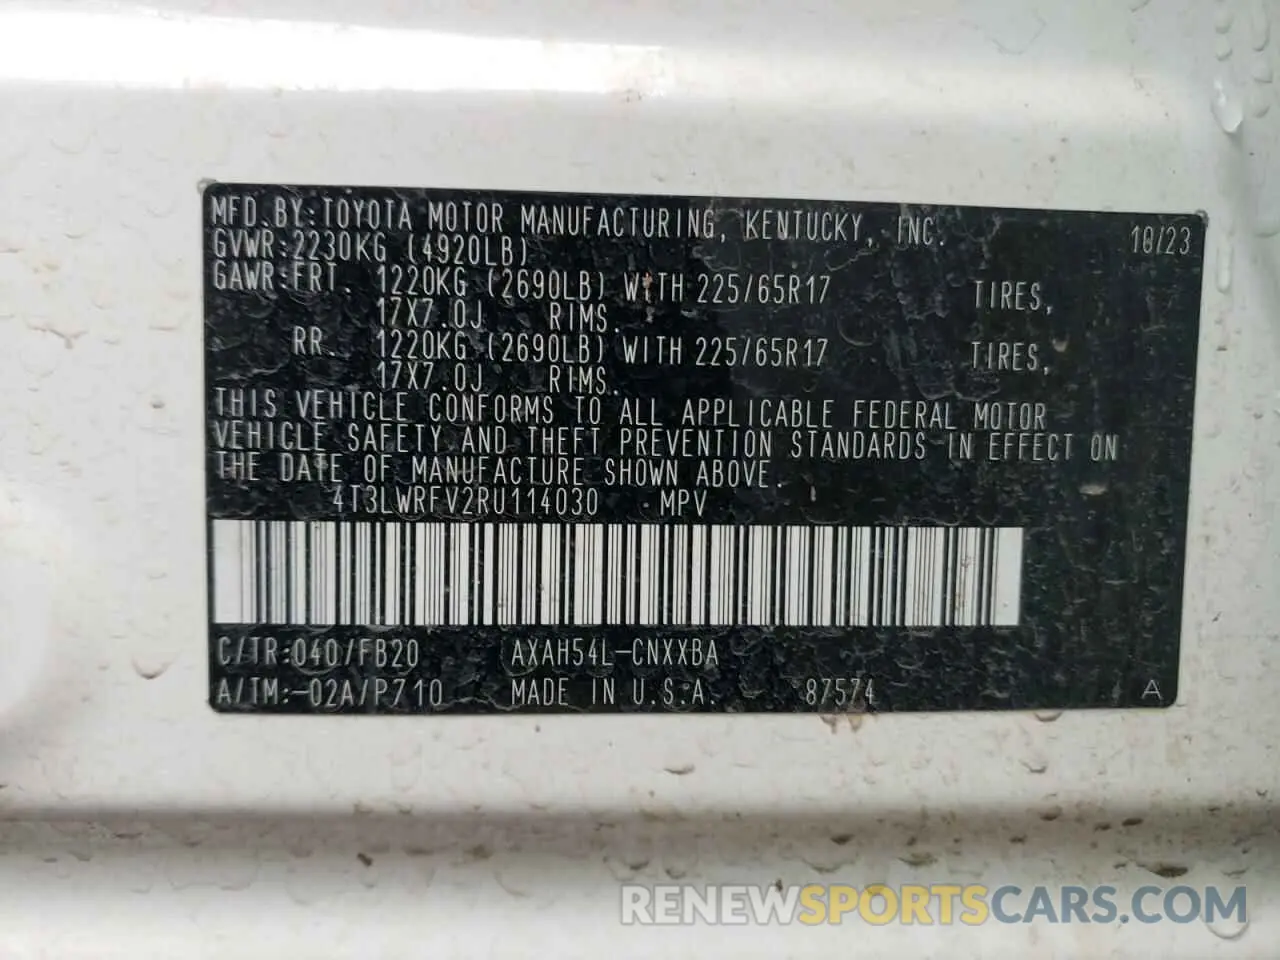 MFD.BY:TOYOTA MOTOR MANUFACTURING, KENTUCKY, INC. 10/23
GVWR:2230KG (4920LB)
GAWR:FRT. 1220KG (2690LB) WITH 225/65R17 TIRES,
17X7.0J RIMS.
RR. 1220KG (2690LB) WITH 225/65R17 TIRES,
17X7.0J RIMS.
THIS VEHICLE CONFORMS TO ALL APPLICABLE FEDERAL MOTOR
VEHICLE SAFETY AND THEFT PREVENTION STANDARDS IN EFFECT ON
THE DATE OF MANUFACTURE SHOWN ABOVE.
4T3LWRFV2RU114030 MPV
C/TR:040/FB20 AXAH54L-CNXXBA
A/TM:-02A/P710 MADE IN U.S.A. 87574 A
RENEWSPORTSCARS.COM